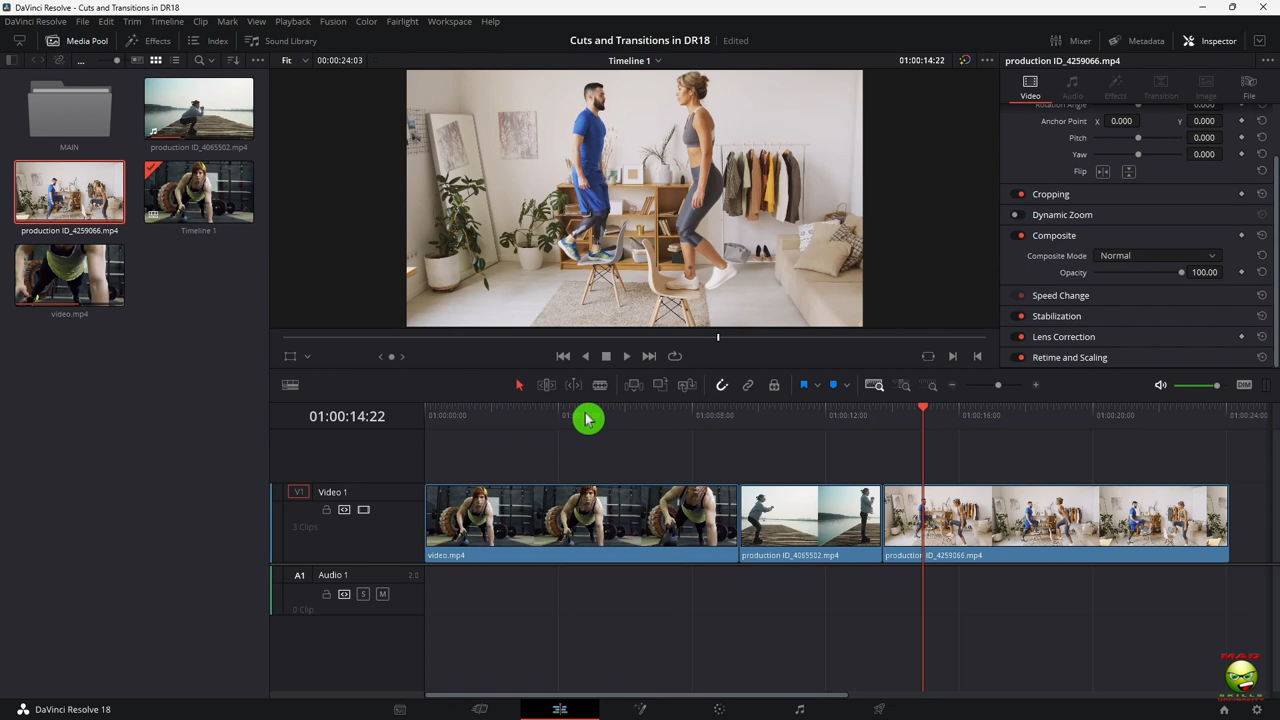 DaVinci Resolve - Cuts and Transitions in DR18
DaVinci Resolve File Edit Trim Timeline Clip Mark View Playback Fusion Color Fairlight Workspace Help
Media Pool Effects Index Sound Library Cuts and Transitions in DR18 Edited Mixer Metadata Inspector
... Fit 00:00:24:03 Timeline 1 01:00:14:22 production ID_4259066.mp4
Video Audio Effects Transition Image File
Rotation Angle 0.000
Anchor Point X 0.000 Y 0.000
Pitch 0.000
Yaw 0.000
Flip
Cropping
Dynamic Zoom
Composite
Composite Mode Normal
Opacity 100.00
Speed Change
Stabilization
Lens Correction
Retime and Scaling
MAIN
production ID_4065502.mp4
production ID_4259066.mp4
Timeline 1
video.mp4
DIM
01:00:14:22
01:00:00:00 01:00:08:00 01:00:12:00 01:00:16:00 01:00:20:00 01:00:24:00
V1 Video 1
3 Clips
video.mp4 production ID_4065502.mp4 production ID_4259066.mp4
A1 Audio 1 2.0
S M
0 Clip
MAD
SKILLS
DaVinci Resolve 18